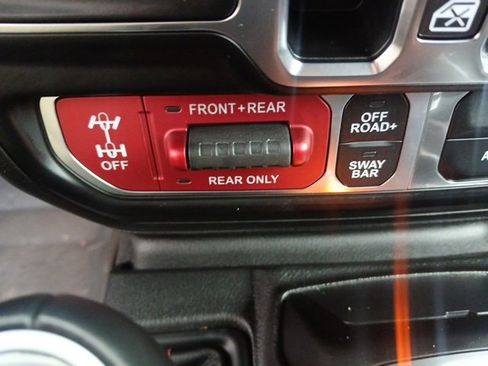 FRONT+REAR
OFF
REAR ONLY
OFF
ROAD+
SWAY
BAR
A